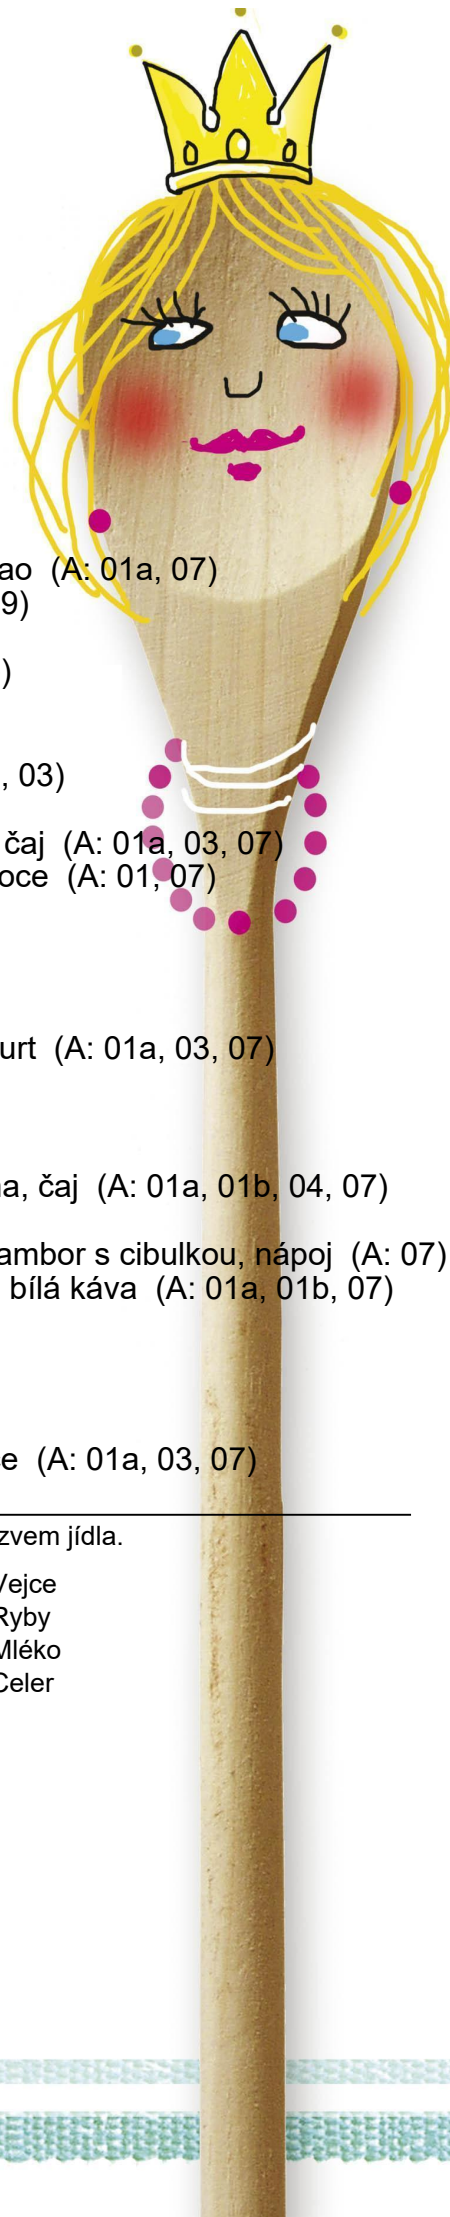 ao (A: 01a, 07)
9)
)
, 03)
čaj (A: 01a, 03, 07)
oce (A: 01, 07)
urt (A: 01a, 03, 07)
a, čaj (A: 01a, 01b, 04, 07)
ambor s cibulkou, nápoj (A: 07)
bílá káva (A: 01a, 01b, 07)
e (A: 01a, 03, 07)
zvem jídla.
Vejce
Ryby
Mléko
Celer